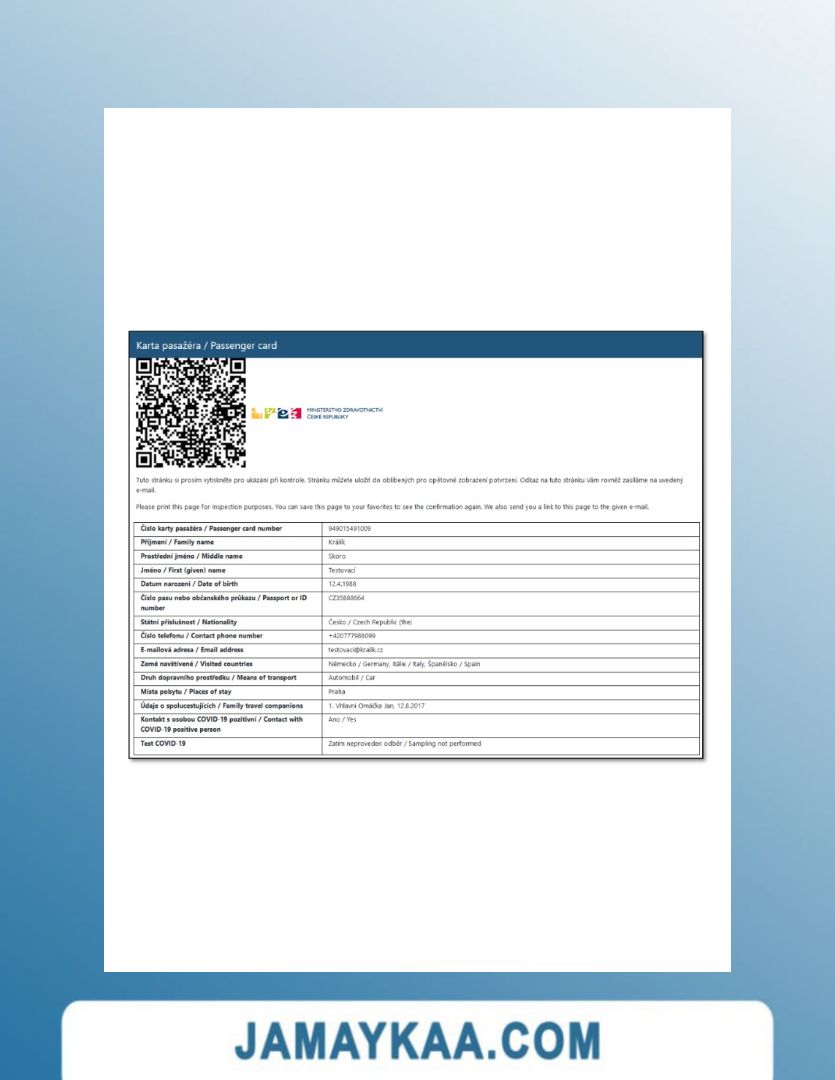 Karta pasažéra / Passenger card
MINISTERSTVO ZDRAVOTNICTVÍ
ČESKÉ REPUBLIKY
Tuto stránku si prosím vytiskněte pro ukázání při kontrole. Stránku můžete uložit do oblíbených pro opětovné zobrazení potvrzení. Odkaz na tuto stránku Vám rovněž zasíláme na uvedený
e-mail.
Please print this page for inspection purposes. You can save this page to your favorites to see the confirmation again. We also send you a link to this page to the given e-mail.
Číslo karty pasažéra / Passenger card number 949015491009
Příjmení / Family name Králíc
Prostřední jméno / Middle name Skoro
Jméno / First (given) name Testovací
Datum narození / Date of birth 12.4.1988
Číslo pasu nebo občanského průkazu / Passport or ID CZ35888664
number
Státní příslušnost / Nationality Česko / Czech Republic (the)
Číslo telefonu / Contact phone number +420777988099
E-mailová adresa / Email address testovaci@kralik.cz
Země navštívené / Visited countries Německo / Germany, Itálie / Italy, Španělsko / Spain
Druh dopravního prostředku / Means of transport Automobil / Car
Místa pobytu / Places of stay Praha
Údaje o spolucestujících / Family travel companions 1. Vhlavní Omáčka Jan, 12.8.2017
Kontakt s osobou COVID-19 pozitivní / Contact with Ano / Yes
COVID-19 positive person
Test COVID-19 Zatím neproveden odběr / Sampling not performed
JAMAYKAA.COM